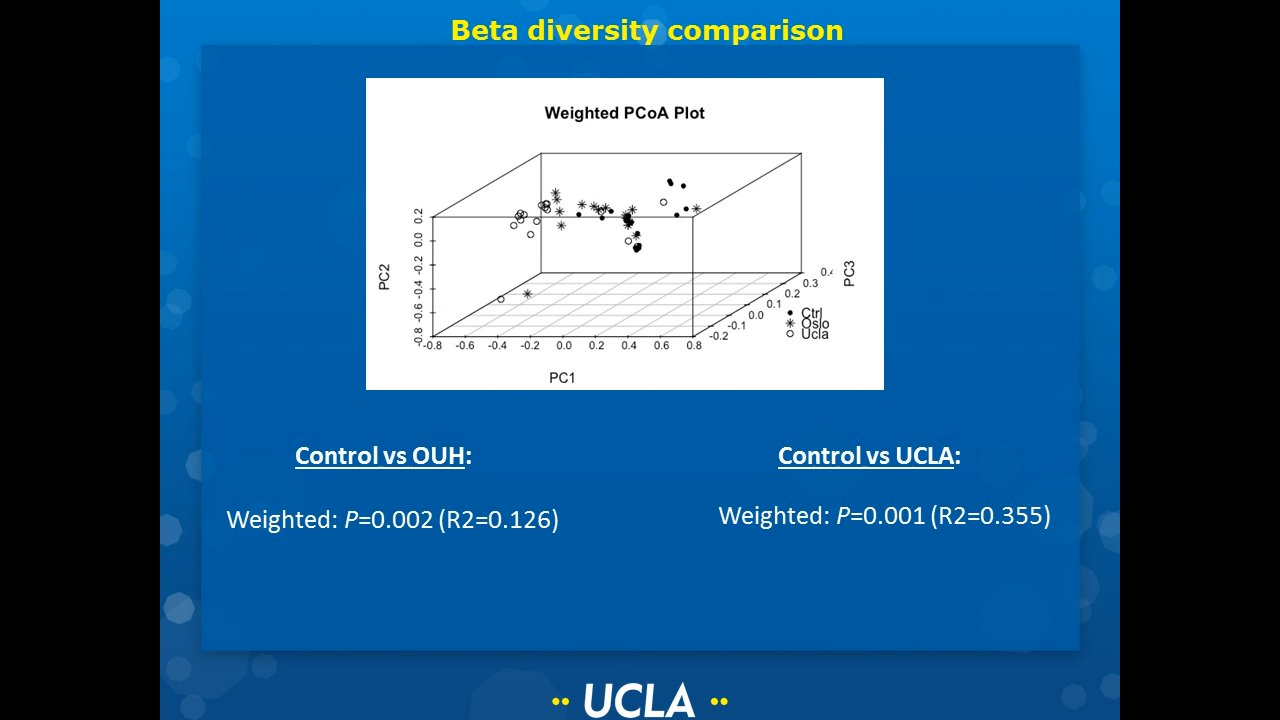 Beta diversity comparison
Weighted PCoA Plot
PC2
0.2
0.0
-0.2
-0.4
-0.6
-0.8
-0.8 -0.6 -0.4 -0.2 0.0 0.2 0.4 0.6 0.8
PC1
-0.2
-0.1
0.0
0.1
0.2
0.3
0.4
PC3
Ctrl
Oslo
Ucla
Control vs OUH:
Weighted: P=0.002 (R2=0.126)
Control vs UCLA:
Weighted: P=0.001 (R2=0.355)
UCLA